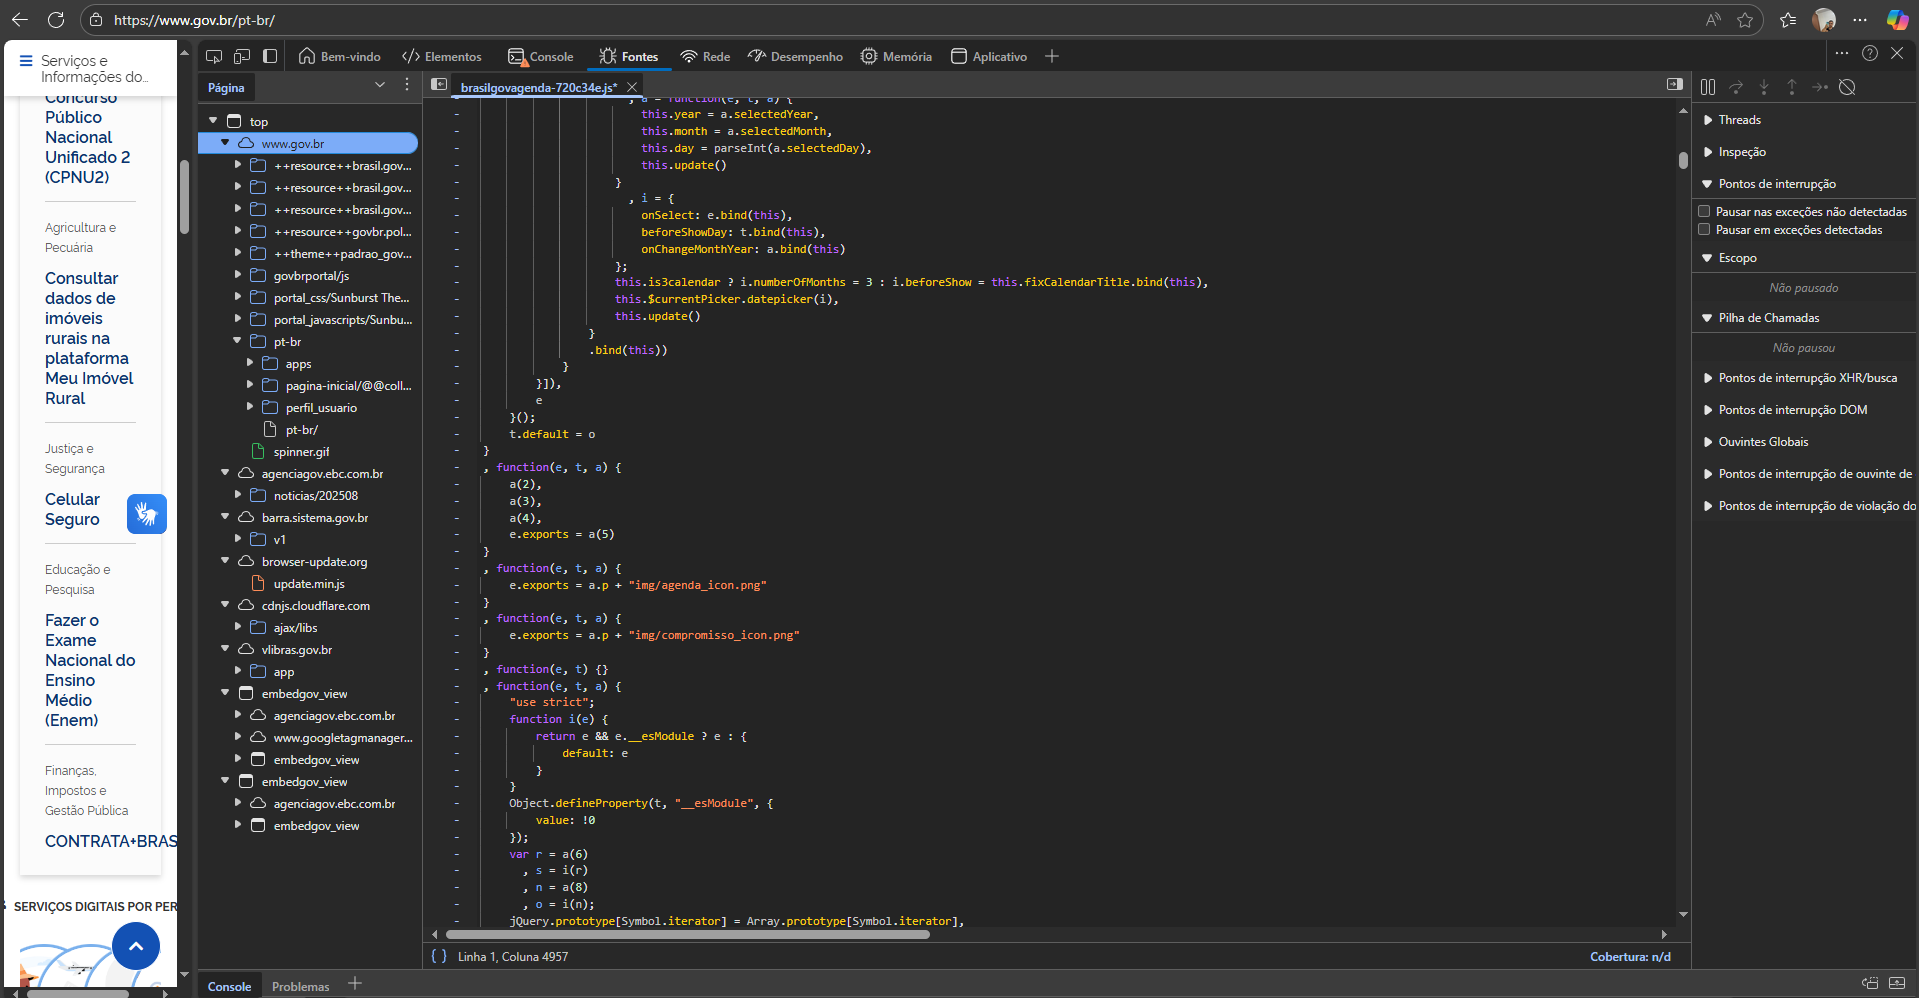 https://www.gov.br/pt-br/
Serviços e
Informações do...
Concurso
Público
Nacional
Unificado 2
(CPNU2)
Agricultura e
Pecuária
Consultar
dados de
imóveis
rurais na
plataforma
Meu Imóvel
Rural
Justiça e
Segurança
Celular
Seguro
Educação e
Pesquisa
Fazer o
Exame
Nacional do
Ensino
Médio
(Enem)
Finanças,
Impostos e
Gestão Pública
CONTRATA+BRAS
SERVIÇOS DIGITAIS POR PER
Bem-vindo
Elementos
Console
Fontes
Rede
Desempenho
Memória
Aplicativo
Página
top
www.gov.br
++resource++brasil.gov...
++resource++brasil.gov...
++resource++brasil.gov...
++resource++govbr.pol...
++theme++padrao_gov...
govbrportal/js
portal_css/Sunburst The...
portal_javascripts/Sunbu...
pt-br
apps
pagina-inicial/@@coll...
perfil_usuario
pt-br/
spinner.gif
agenciagov.ebc.com.br
noticias/202508
barra.sistema.gov.br
v1
browser-update.org
update.min.js
cdnjs.cloudflare.com
ajax/libs
vlibras.gov.br
app
embedgov_view
agenciagov.ebc.com.br
www.googletagmanager...
embedgov_view
embedgov_view
agenciagov.ebc.com.br
embedgov_view
brasilgovagenda-720c34e.js*
, a = function(e, t, a) {
this.year = a.selectedYear,
this.month = a.selectedMonth,
this.day = parseInt(a.selectedDay),
this.update()
}
, i = {
onSelect: e.bind(this),
beforeShowDay: t.bind(this),
onChangeMonthYear: a.bind(this)
};
this.is3calendar ? i.numberOfMonths = 3 : i.beforeShow = this.fixCalendarTitle.bind(this),
this.$currentPicker.datepicker(i),
this.update()
}
.bind(this))
}
}]),
e
}();
t.default = o
}
, function(e, t, a) {
a(2),
a(3),
a(4),
e.exports = a(5)
}
, function(e, t, a) {
e.exports = a.p + "img/agenda_icon.png"
}
, function(e, t, a) {
e.exports = a.p + "img/compromisso_icon.png"
}
, function(e, t) {}
, function(e, t, a) {
"use strict";
function i(e) {
return e && e.__esModule ? e : {
default: e
}
}
Object.defineProperty(t, "__esModule", {
value: !0
});
var r = a(6)
, s = i(r)
, n = a(8)
, o = i(n);
jQuery.prototype[Symbol.iterator] = Array.prototype[Symbol.iterator],
{ } Linha 1, Coluna 4957
Cobertura: n/d
Console
Problemas
Threads
Inspeção
Pontos de interrupção
Pausar nas exceções não detectadas
Pausar em exceções detectadas
Escopo
Não pausado
Pilha de Chamadas
Não pausou
Pontos de interrupção XHR/busca
Pontos de interrupção DOM
Ouvintes Globais
Pontos de interrupção de ouvinte de
Pontos de interrupção de violação do